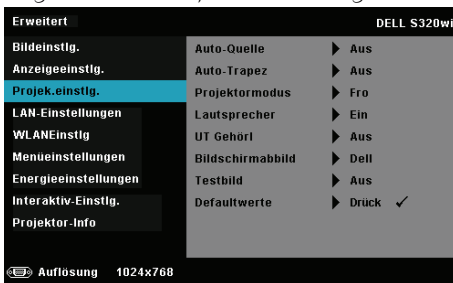 Erweitert DELL S320wi
Bildeinstlg.
Anzeigeeinstlg.
Projek.einstlg.
LAN-Einstellungen
WLANEinstlg
Menüeinstellungen
Energieeinstellungen
Interaktiv-Einstlg.
Projektor-Info
Auto-Quelle Aus
Auto-Trapez Aus
Projektormodus Fro
Lautsprecher Ein
UT Gehörl Aus
Bildschirmabbild Dell
Testbild Aus
Defaultwerte Drück ✓
Auflösung 1024x768